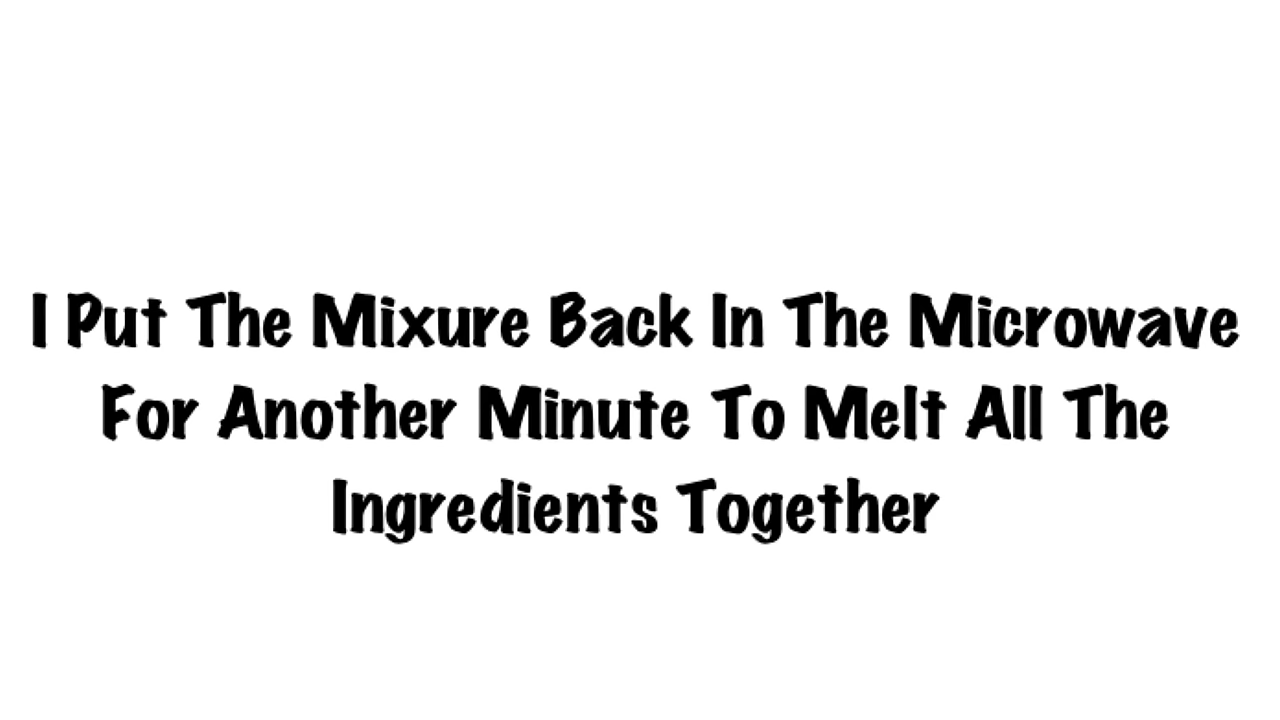 I Put The Mixure Back In The Microwave
For Another Minute To Melt All The
Ingredients Together